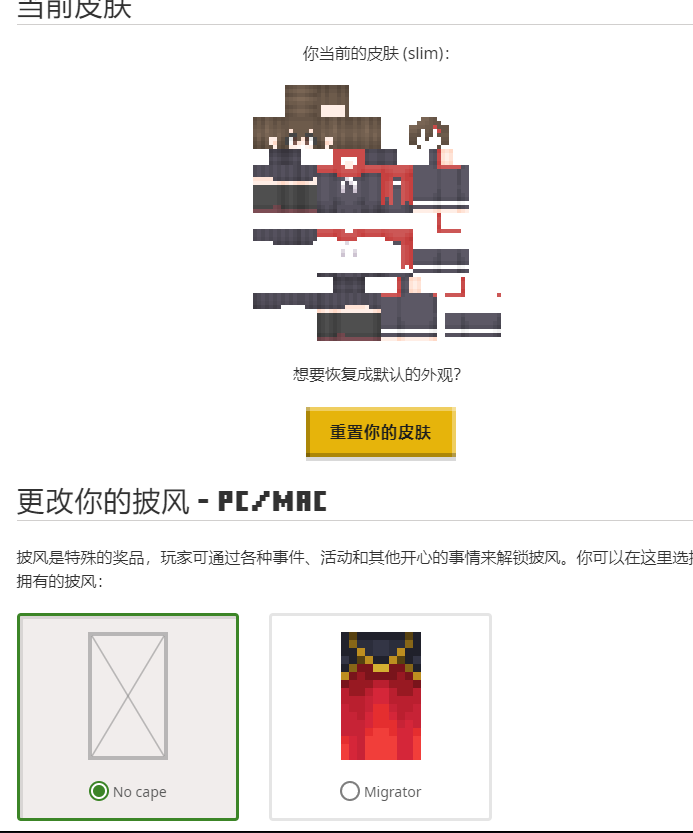 当前皮肤
你当前的皮肤 (slim)：
想要恢复成默认的外观？
重置你的皮肤
更改你的披风 - PC/MAC
披风是特殊的奖品，玩家可通过各种事件、活动和其他开心的事情来解锁披风。你可以在这里选择
拥有的披风：
No cape
Migrator